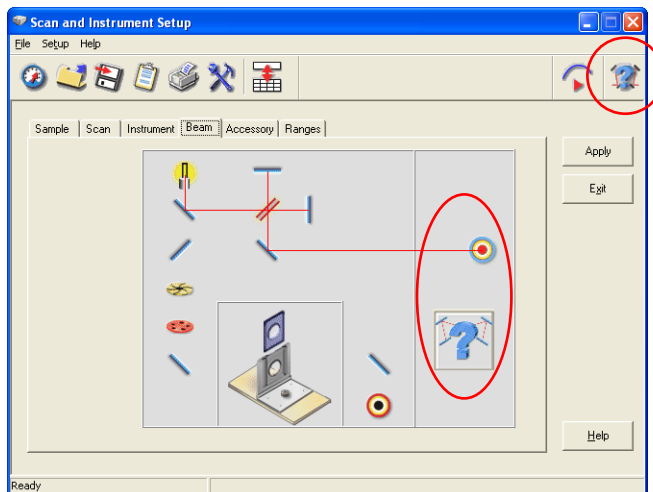 Scan and Instrument Setup
File Setup Help
Sample Scan Instrument Beam Accessory Ranges
Apply
Exit
Help
Ready